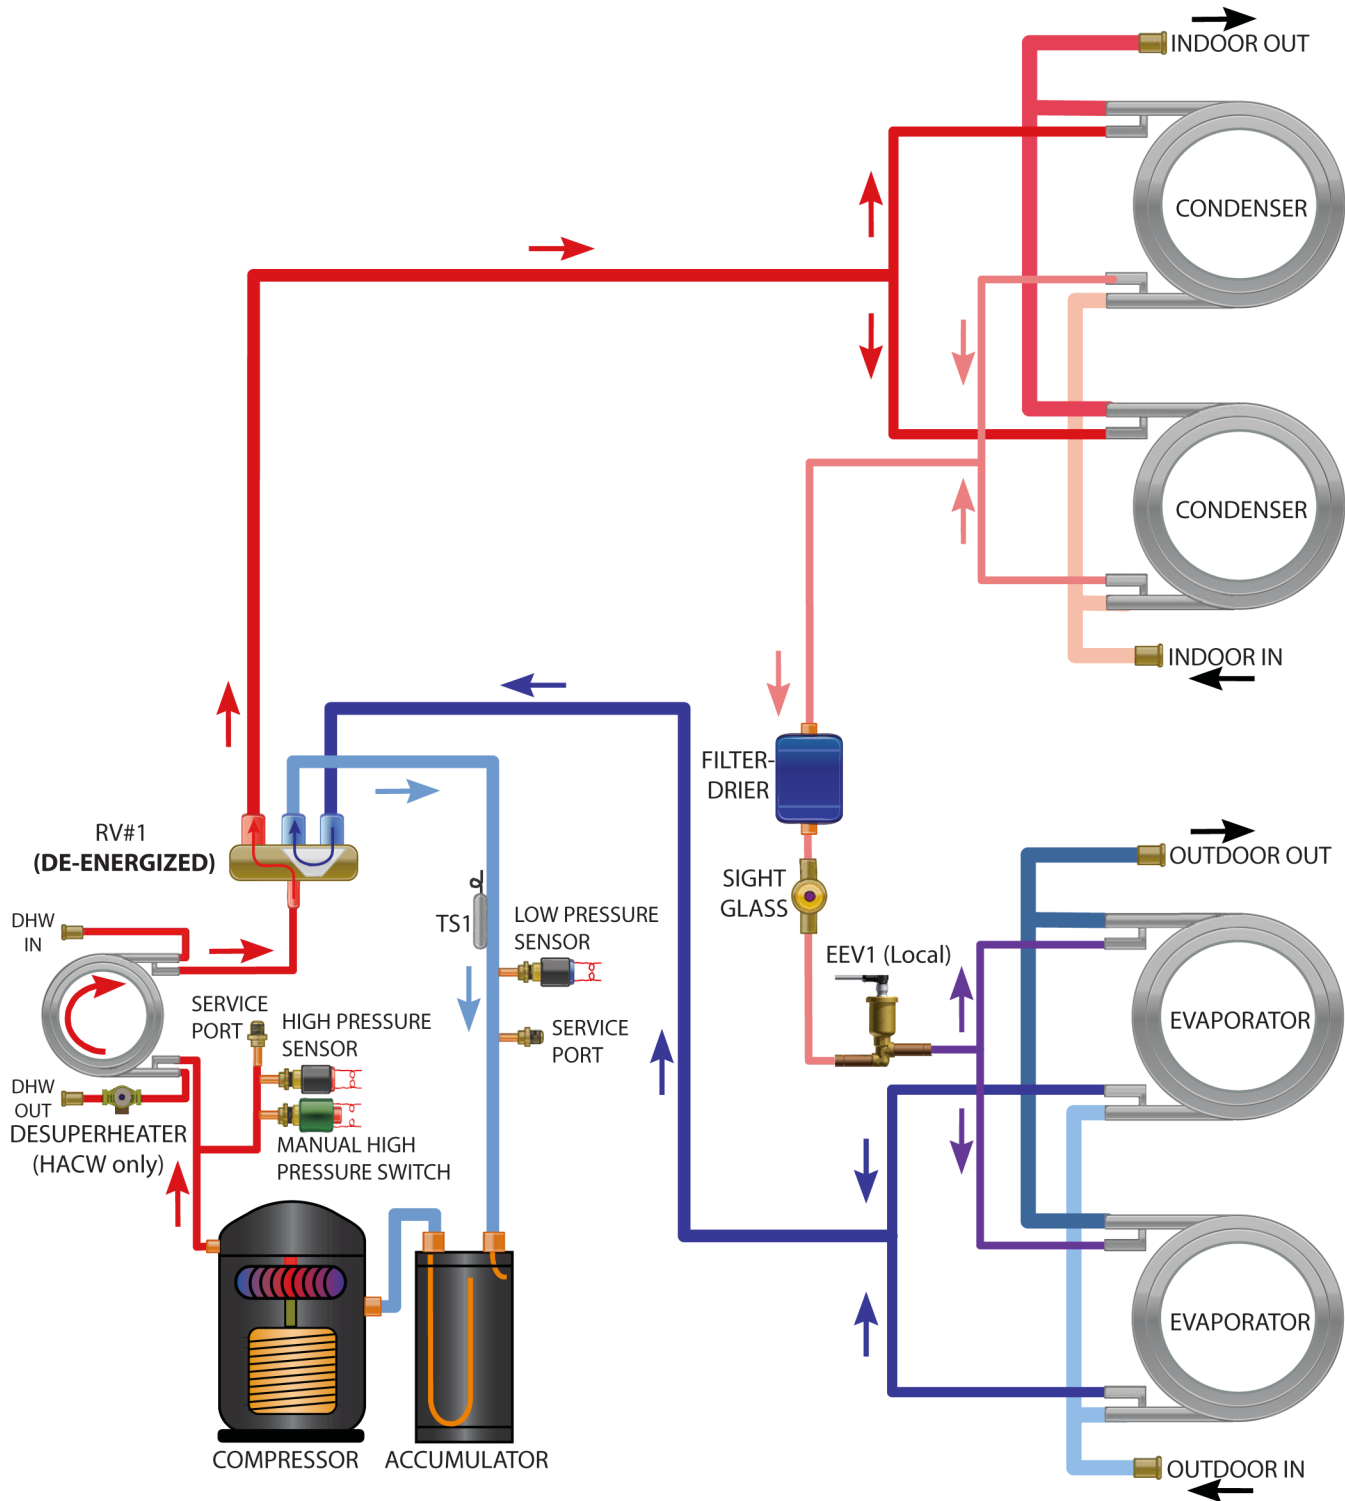 INDOOR OUT
CONDENSER
CONDENSER
INDOOR IN
FILTER-
DRIER
RV#1
(DE-ENERGIZED)
SIGHT
GLASS
OUTDOOR OUT
DHW
IN
TS1
LOW PRESSURE
SENSOR
EEV1 (Local)
SERVICE
PORT
HIGH PRESSURE
SENSOR
SERVICE
PORT
EVAPORATOR
DHW
OUT
DESUPERHEATER
(HACW only)
MANUAL HIGH
PRESSURE SWITCH
EVAPORATOR
COMPRESSOR
ACCUMULATOR
OUTDOOR IN